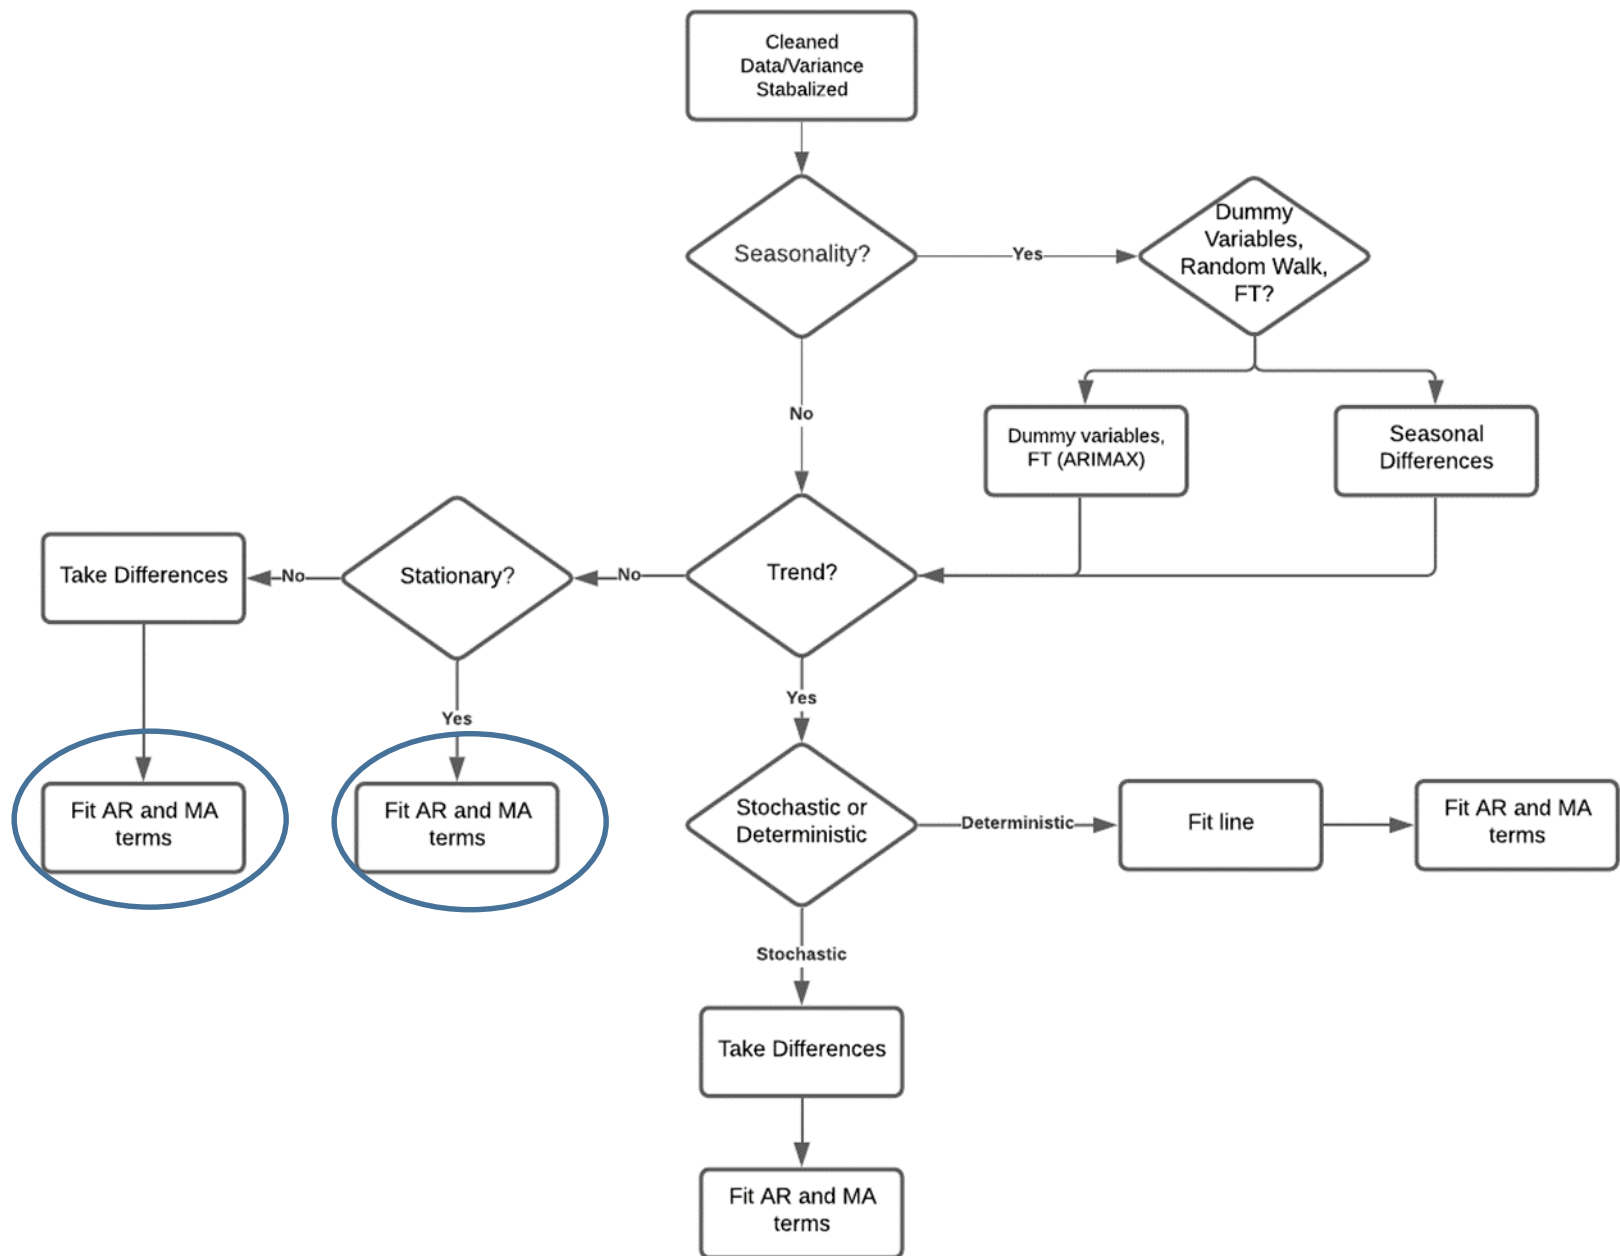 Cleaned
Data/Variance
Stabalized
Seasonality?
Yes
Dummy
Variables,
Random Walk,
FT?
No
Dummy variables,
FT (ARIMAX)
Seasonal
Differences
Take Differences
No
Stationary?
No
Trend?
Yes
Yes
Fit AR and MA
terms
Fit AR and MA
terms
Stochastic or
Deterministic
Deterministic
Fit line
Fit AR and MA
terms
Stochastic
Take Differences
Fit AR and MA
terms